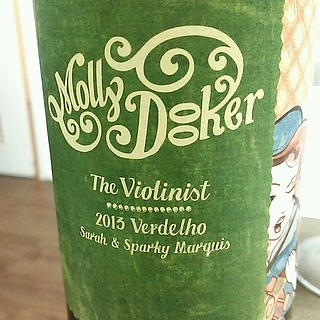 Molly
Dooker
The Violinist
2013 Verdelho
Sarah & Sparky Marquis